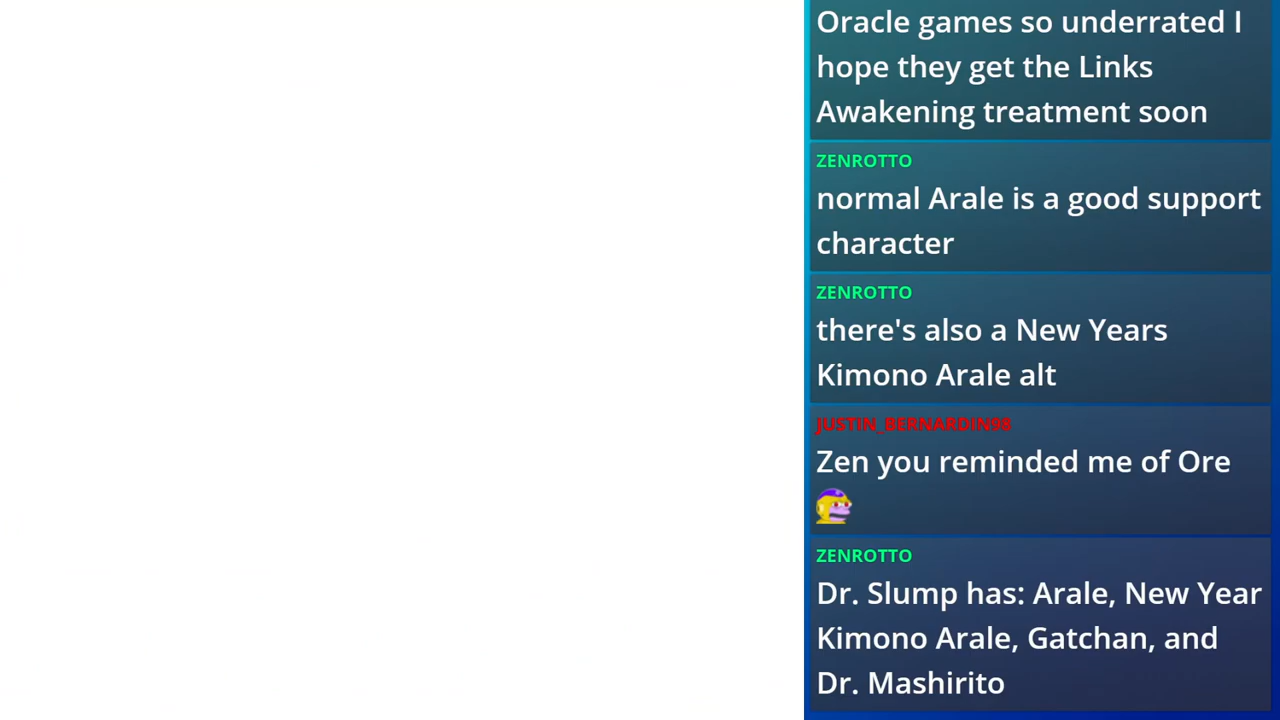 Oracle games so underrated I
hope they get the Links
Awakening treatment soon
ZENROTTO
normal Arale is a good support
character
ZENROTTO
there's also a New Years
Kimono Arale alt
JUSTIN_BERNARDIN98
Zen you reminded me of Ore
ZENROTTO
Dr. Slump has: Arale, New Year
Kimono Arale, Gatchan, and
Dr. Mashirito